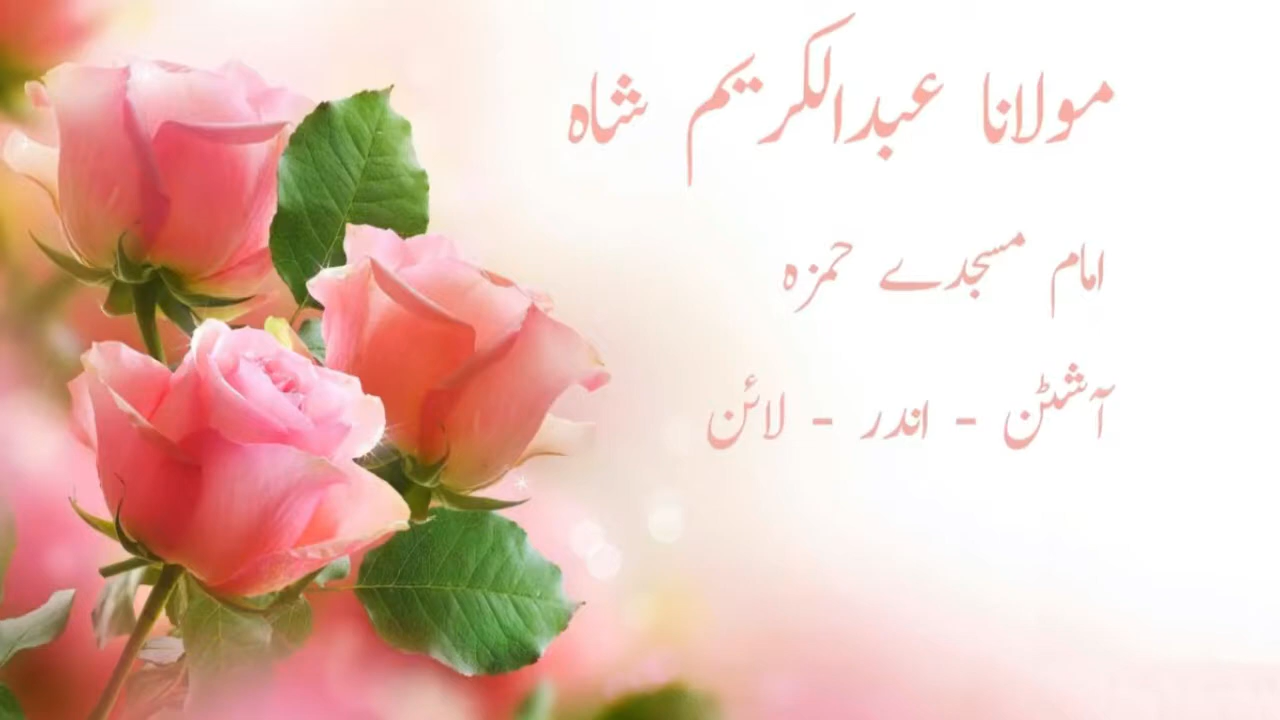 مولانا عبدالکریم شاہ
امام مسجدے حمزہ
آشٹن - اندر - لائن